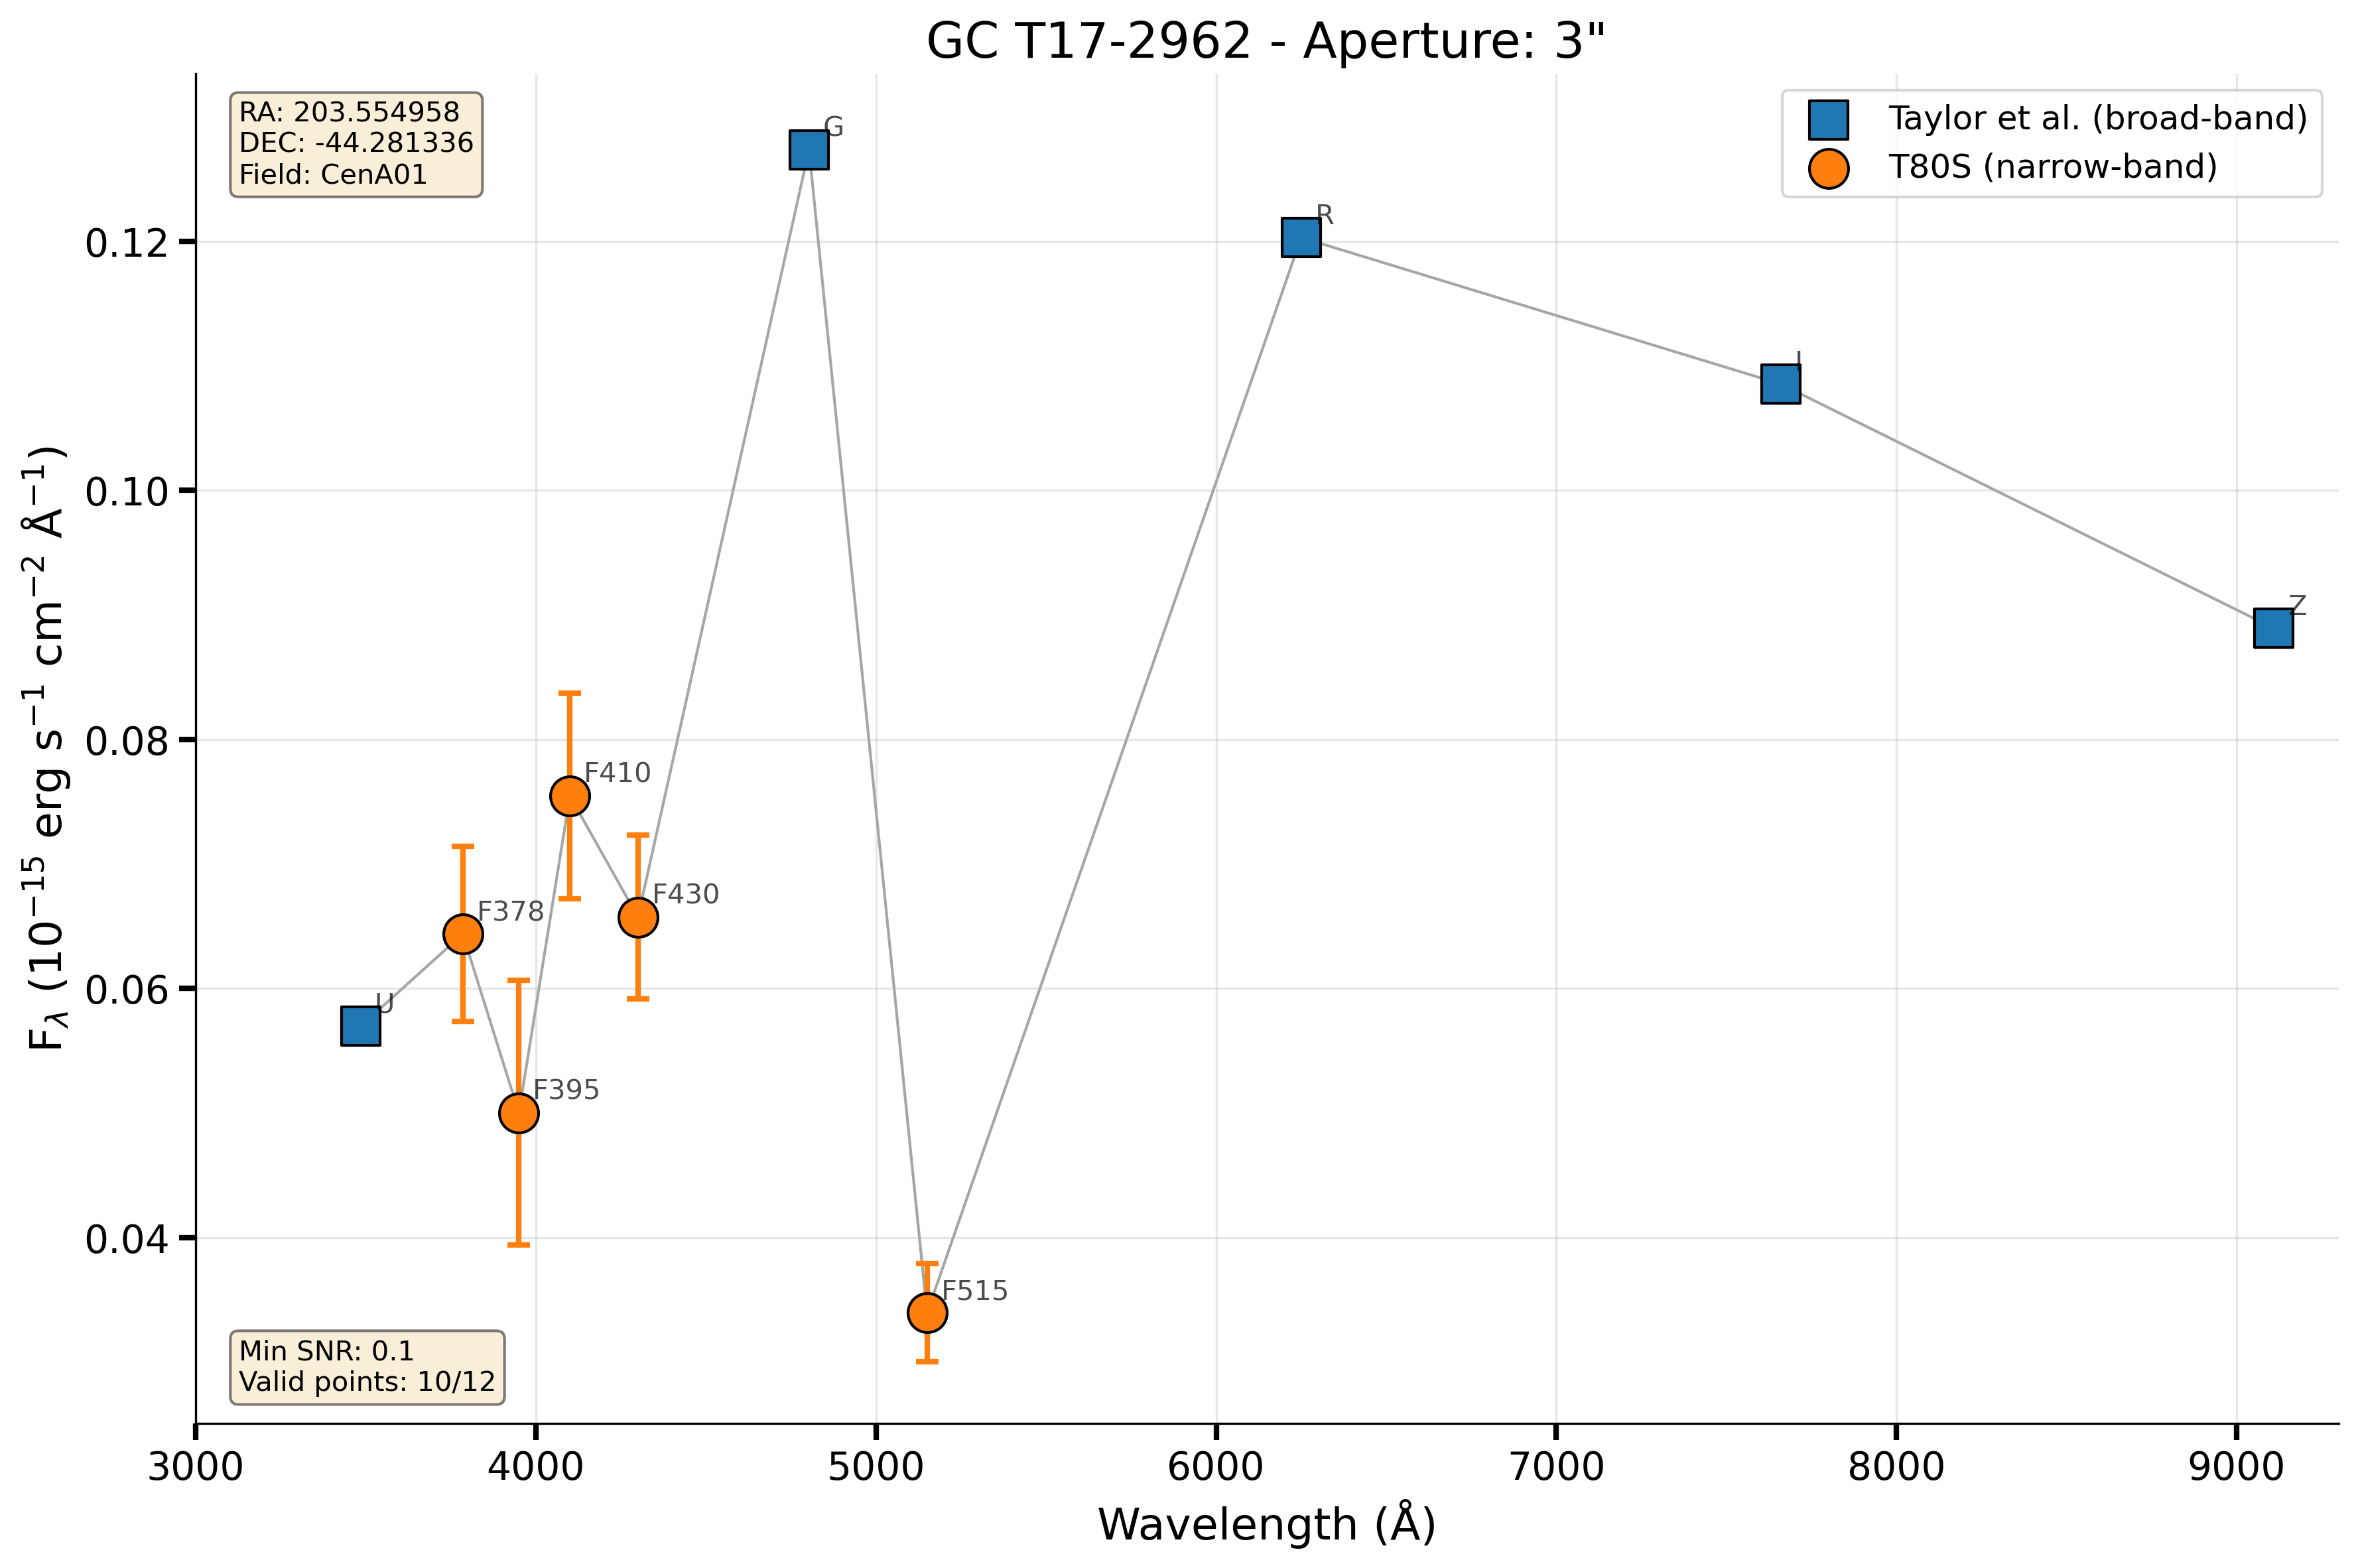 GC T17-2962 - Aperture: 3"
RA: 203.554958
DEC: -44.281336
Field: CenA01
Taylor et al. (broad-band)
T80S (narrow-band)
G
R
I
Z
U
F378
F395
F410
F430
F515
0.12
0.10
0.08
0.06
0.04
F_λ (10⁻¹⁵ erg s⁻¹ cm⁻² Å⁻¹)
Min SNR: 0.1
Valid points: 10/12
3000 4000 5000 6000 7000 8000 9000
Wavelength (Å)